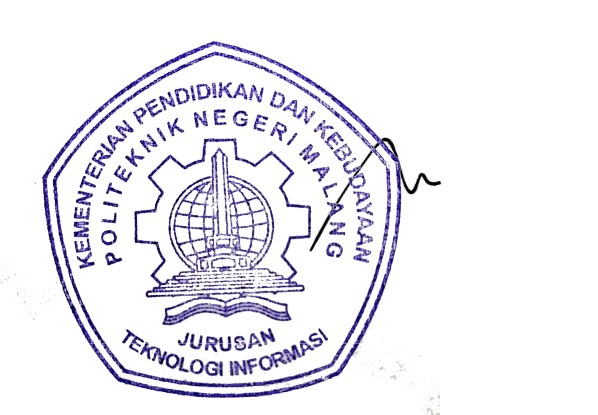 KEMENTERIAN PENDIDIKAN DAN KEBUDAYAAN
POLITEKNIK NEGERI MALANG
JURUSAN
TEKNOLOGI INFORMASI